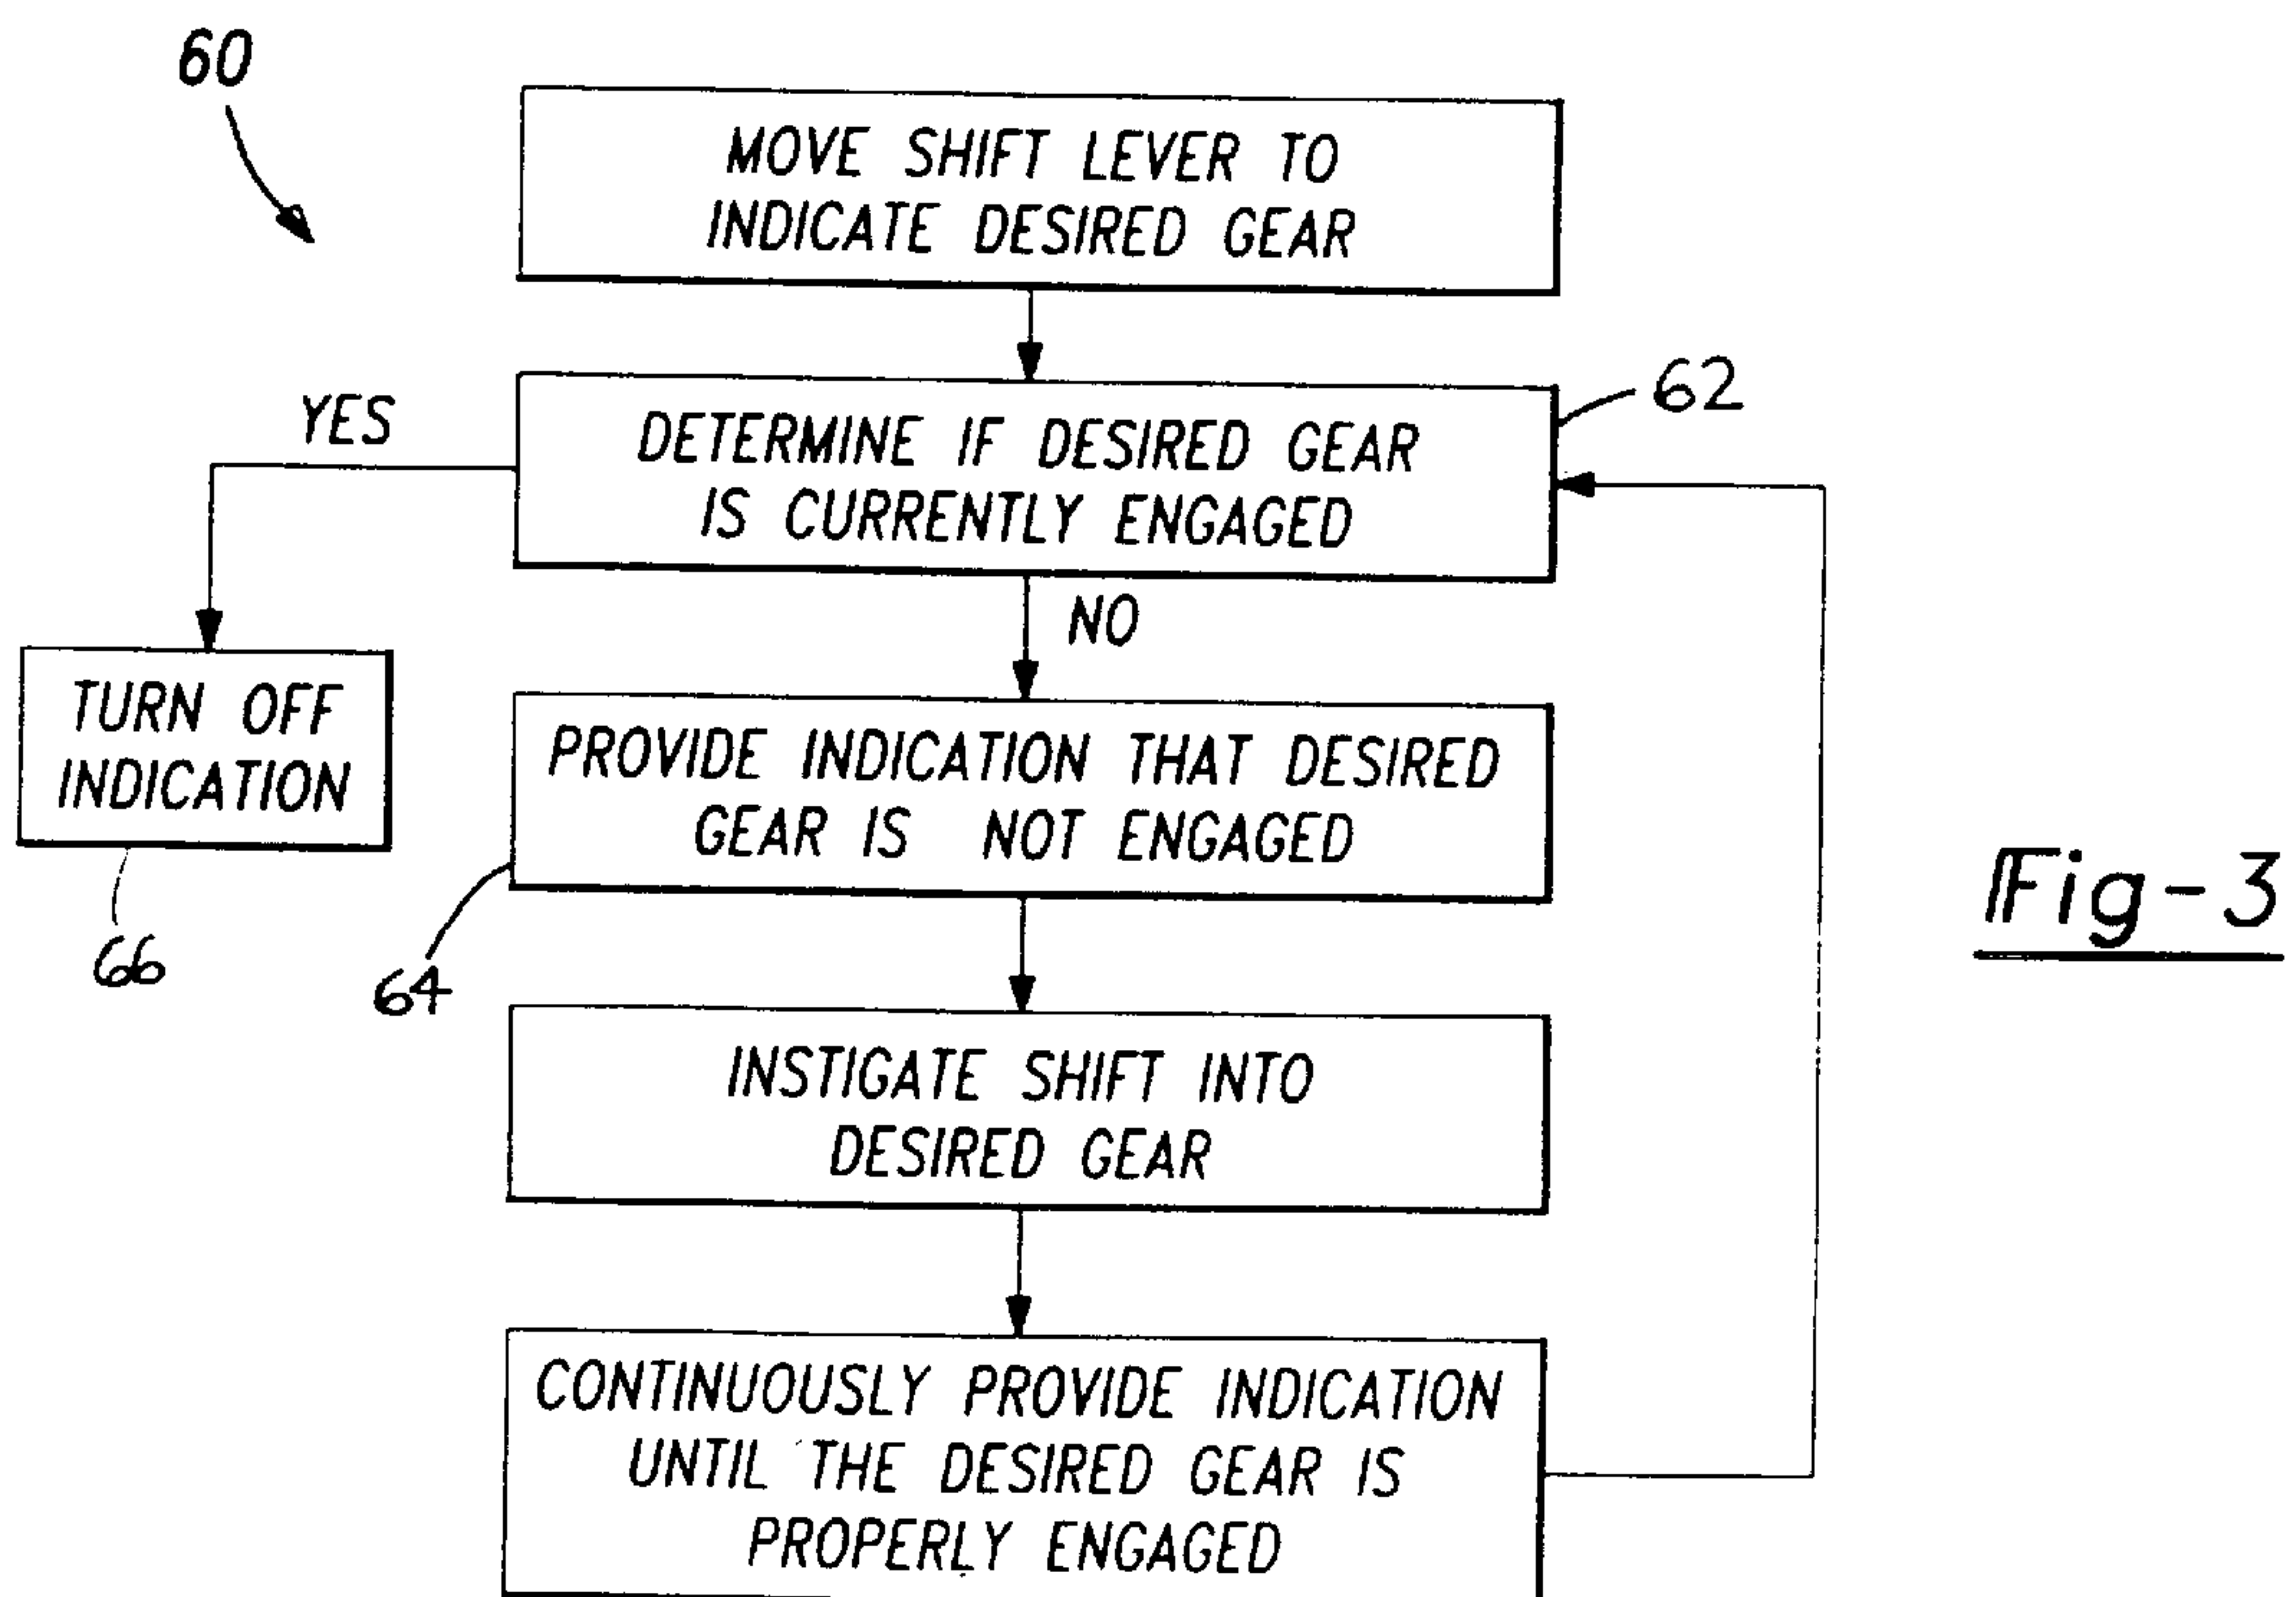 60
MOVE SHIFT LEVER TO
INDICATE DESIRED GEAR
62
YES
DETERMINE IF DESIRED GEAR
IS CURRENTLY ENGAGED
NO
TURN OFF
INDICATION
66
PROVIDE INDICATION THAT DESIRED
GEAR IS NOT ENGAGED
64
Fig-3
INSTIGATE SHIFT INTO
DESIRED GEAR
CONTINUOUSLY PROVIDE INDICATION
UNTIL THE DESIRED GEAR IS
PROPERLY ENGAGED